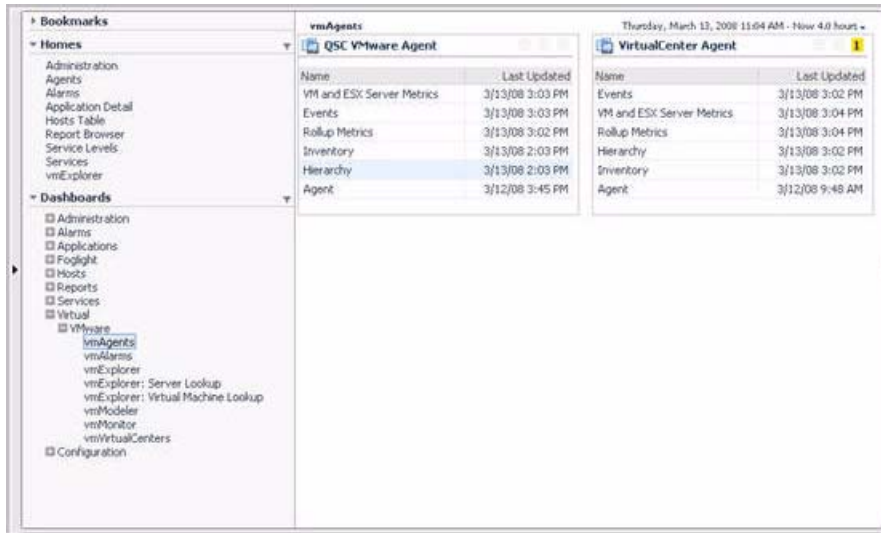 Bookmarks
Homes
Administration
Agents
Alarms
Application Detail
Hosts Table
Report Browser
Service Levels
Services
vmExplorer
Dashboards
Administration
Alarms
Applications
Foglight
Hosts
Reports
Services
Virtual
VMware
vmAgents
vmAlarms
vmExplorer
vmExplorer: Server Lookup
vmExplorer: Virtual Machine Lookup
vmModeler
vmMonitor
vmVirtualCenters
Configuration
vmAgents
Thursday, March 13, 2008 11:04 AM - Now 4.0 hours
QSC VMware Agent
Name Last Updated
VM and ESX Server Metrics 3/13/08 3:03 PM
Events 3/13/08 3:03 PM
Rollup Metrics 3/13/08 3:02 PM
Inventory 3/13/08 2:03 PM
Hierarchy 3/13/08 2:03 PM
Agent 3/12/08 3:45 PM
VirtualCenter Agent 1
Name Last Updated
Events 3/13/08 3:02 PM
VM and ESX Server Metrics 3/13/08 3:04 PM
Rollup Metrics 3/13/08 3:04 PM
Hierarchy 3/13/08 3:02 PM
Inventory 3/13/08 3:02 PM
Agent 3/12/08 9:48 AM